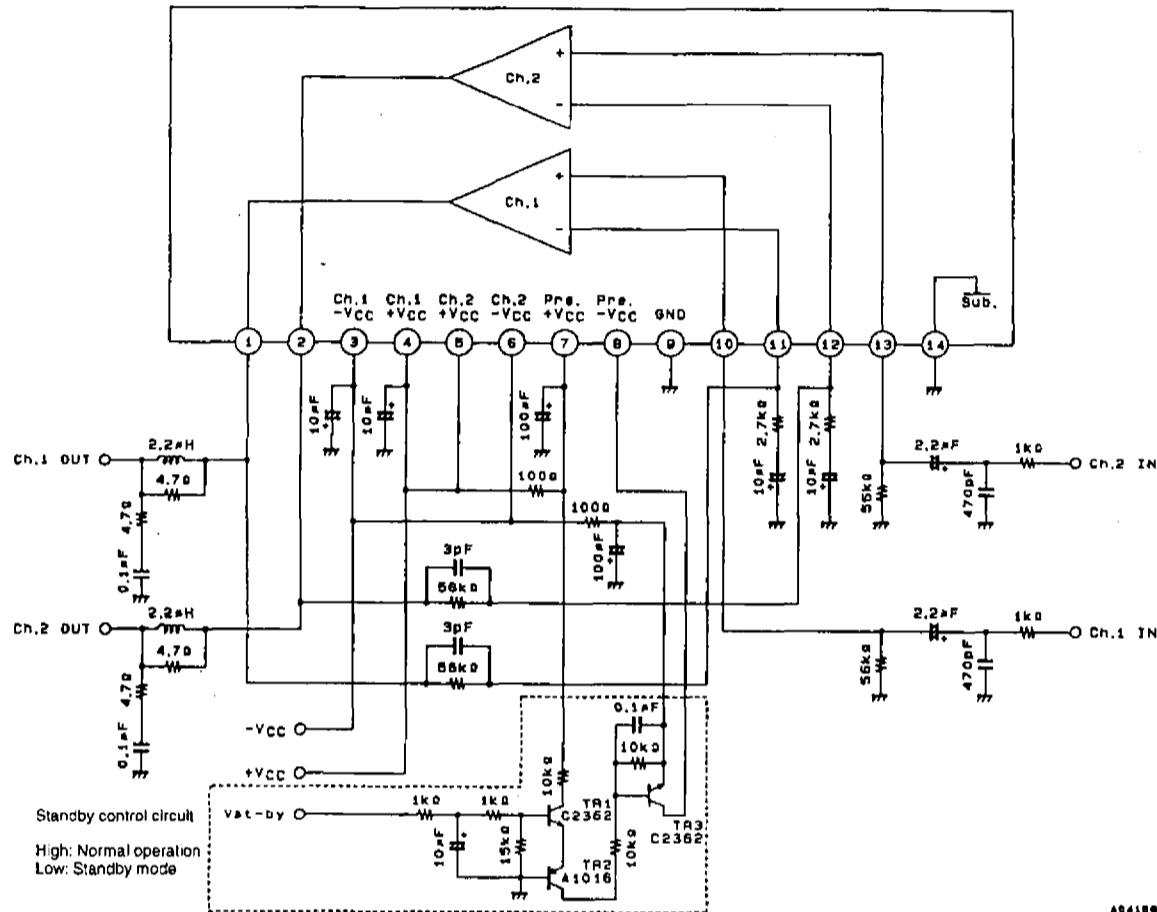 Ch.2
+
-
Ch.1
+
-
Sub.
Ch.1 -VCC
Ch.1 +VCC
Ch.2 +VCC
Ch.2 -VCC
Pre. +VCC
Pre. -VCC
GND
1 2 3 4 5 6 7 8 9 10 11 12 13 14
10μF
10μF
100μF
2.7kΩ
2.7kΩ
10μF
10μF
Ch.1 OUT
2.2μH
4.7Ω
4.7Ω
0.1μF
100Ω
100Ω
100μF
56kΩ
2.2μF
1kΩ
Ch.2 IN
470pF
3pF
56kΩ
Ch.2 OUT
2.2μH
4.7Ω
4.7Ω
0.1μF
3pF
56kΩ
2.2μF
1kΩ
Ch.1 IN
56kΩ
470pF
-VCC
+VCC
0.1μF
10kΩ
10kΩ
Standby control circuit
Vst-by
1kΩ
1kΩ
TR1
C2362
TR3
C2362
High: Normal operation
Low: Standby mode
10μF
15kΩ
10kΩ
TR2
A1016